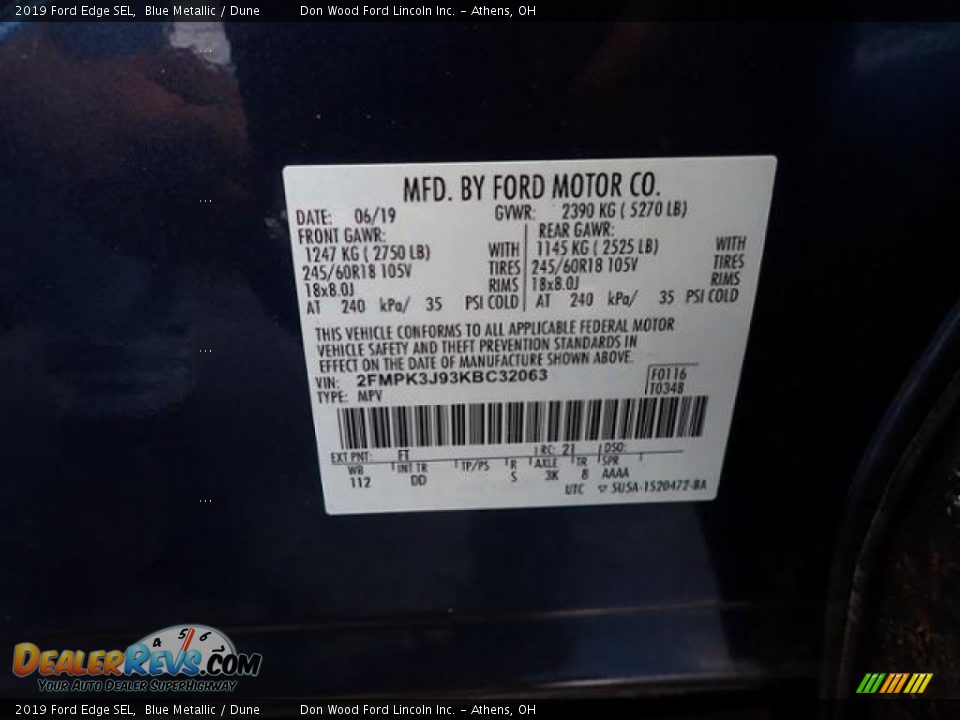 2019 Ford Edge SEL, Blue Metallic / Dune Don Wood Ford Lincoln Inc. - Athens, OH
MFD. BY FORD MOTOR CO.
DATE: 06/19 GVWR: 2390 KG ( 5270 LB)
FRONT GAWR: REAR GAWR:
1247 KG ( 2750 LB) WITH 1145 KG ( 2525 LB) WITH
245/60R18 105V TIRES 245/60R18 105V TIRES
18x8.0J RIMS 18x8.0J RIMS
AT 240 kPa/ 35 PSI COLD AT 240 kPa/ 35 PSI COLD
THIS VEHICLE CONFORMS TO ALL APPLICABLE FEDERAL MOTOR
VEHICLE SAFETY AND THEFT PREVENTION STANDARDS IN
EFFECT ON THE DATE OF MANUFACTURE SHOWN ABOVE.
VIN: 2FMPK3J93KBC32063 F0116
TYPE: MPV T0348
EXT PNT: FT RC: 21 DSO:
WB INT TR TP/PS R AXLE TR SPR
112 DD S 3K 8 AAAA
UTC 5U5A-1520472-BA
4 5 6
DEALERREVS.COM
YOUR AUTO DEALER SUPERHIGHWAY
2019 Ford Edge SEL, Blue Metallic / Dune Don Wood Ford Lincoln Inc. - Athens, OH